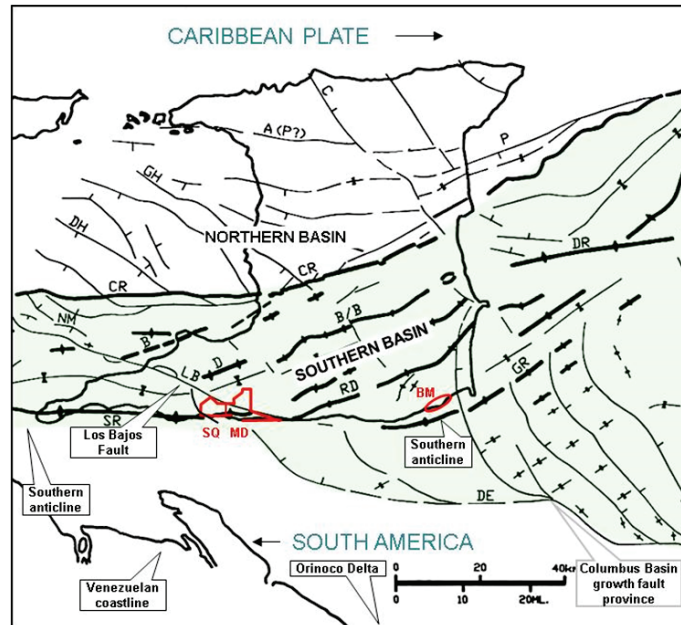 CARIBBEAN PLATE
C
A (P?)
P
GH
DH
NORTHERN BASIN
CR
CR
DR
NM
B
B/B
SOUTHERN BASIN
LB
D
RD
GR
BM
SR
SQ
MD
Los Bajos
Fault
Southern
anticline
Southern
anticline
DE
SOUTH AMERICA
Venezuelan
coastline
Orinoco Delta
0 20 40km
0 10 20ML.
Columbus Basin
growth fault
province